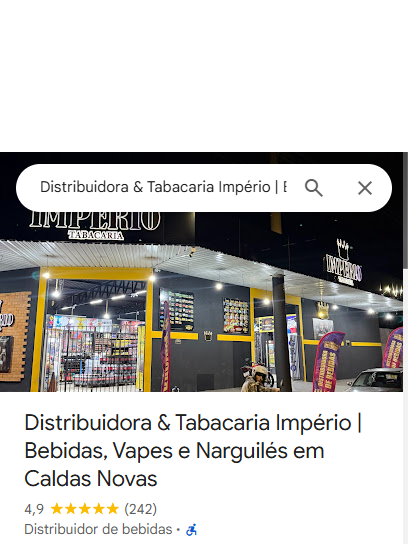 Distribuidora & Tabacaria Império | E
IMPÉRIO
TABACARIA
IMPÉRIO
Distribuidora & Tabacaria Império |
Bebidas, Vapes e Narguilés em
Caldas Novas
4,9 (242)
Distribuidor de bebidas ·